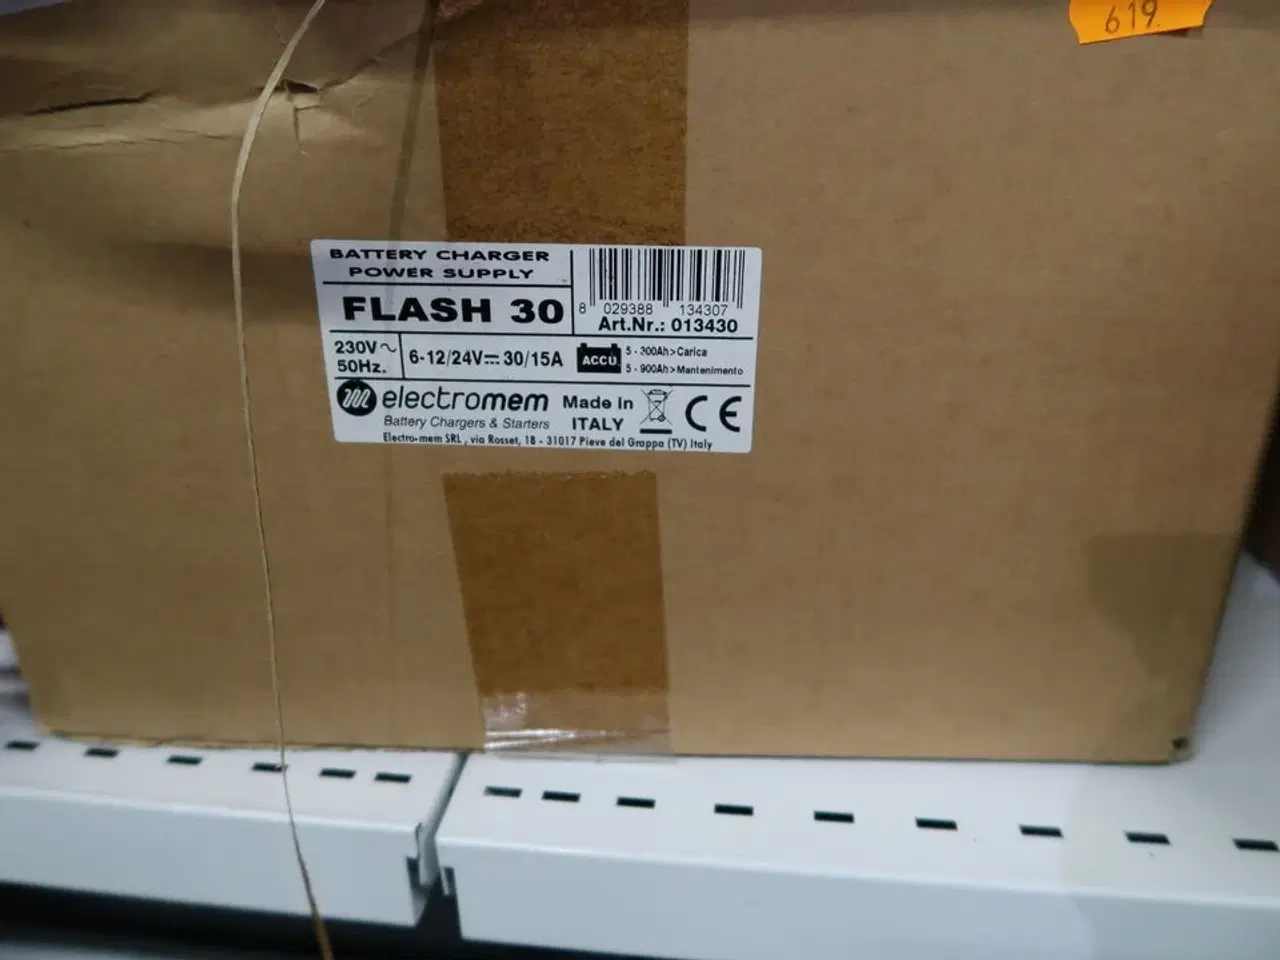 619.
BATTERY CHARGER
POWER SUPPLY
FLASH 30
8 029388 134307
Art.Nr.: 013430
230V~
50Hz.
6-12/24V⎓ 30/15A
ACCU
5 - 300Ah>Carica
5 - 900Ah>Mantenimento
electromem
Battery Chargers & Starters
Made in
ITALY
CE
Electro-mem SRL , via Rosset, 18 - 31017 Pieve del Grappa (TV) Italy